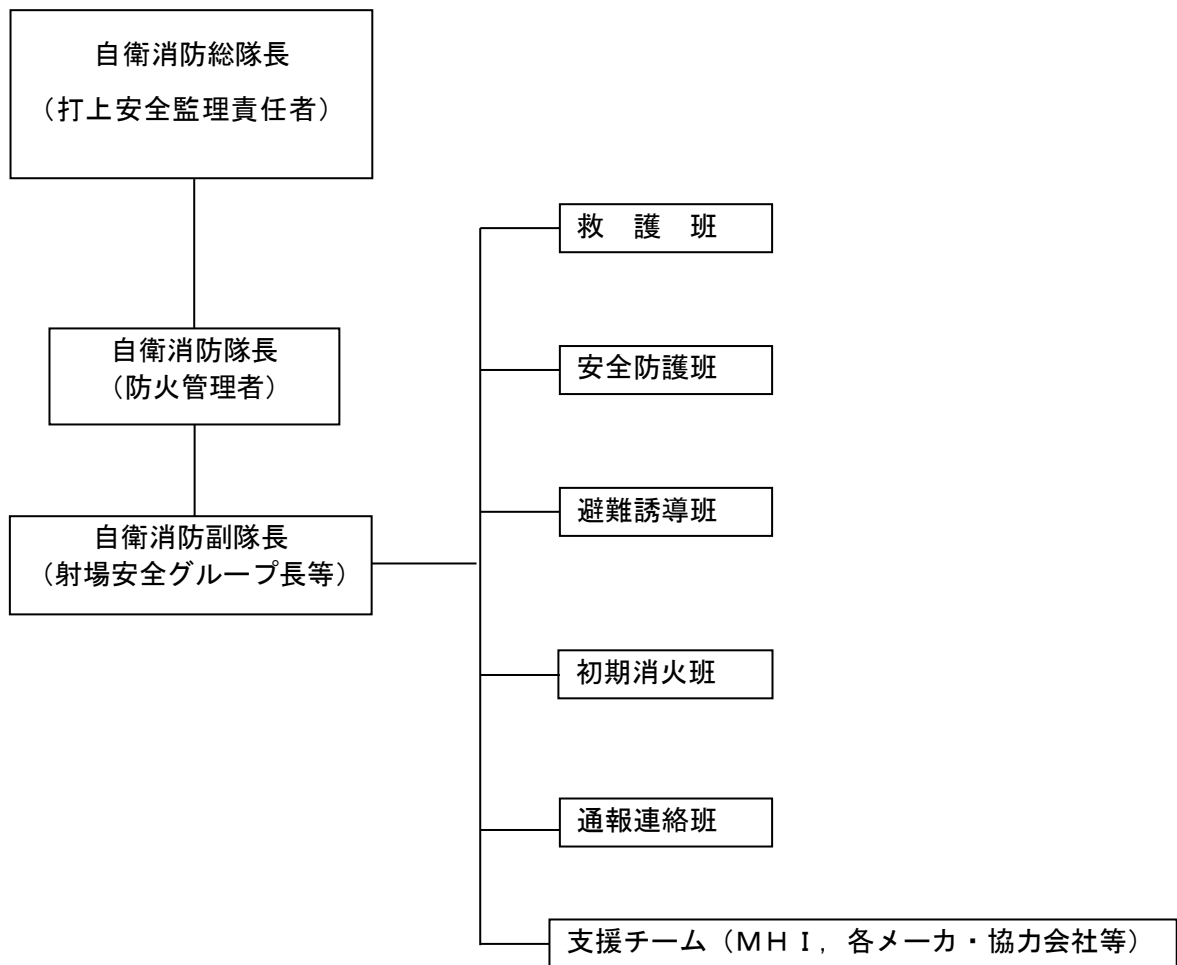 自衛消防総隊長
（打上安全監理責任者）
自衛消防隊長
（防火管理者）
自衛消防副隊長
（射場安全グループ長等）
救　護　班
安全防護班
避難誘導班
初期消火班
通報連絡班
支援チーム（ＭＨＩ，各メーカ・協力会社等）